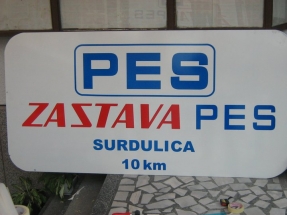 PES
ZASTAVA PES
SURDULICA
10 km